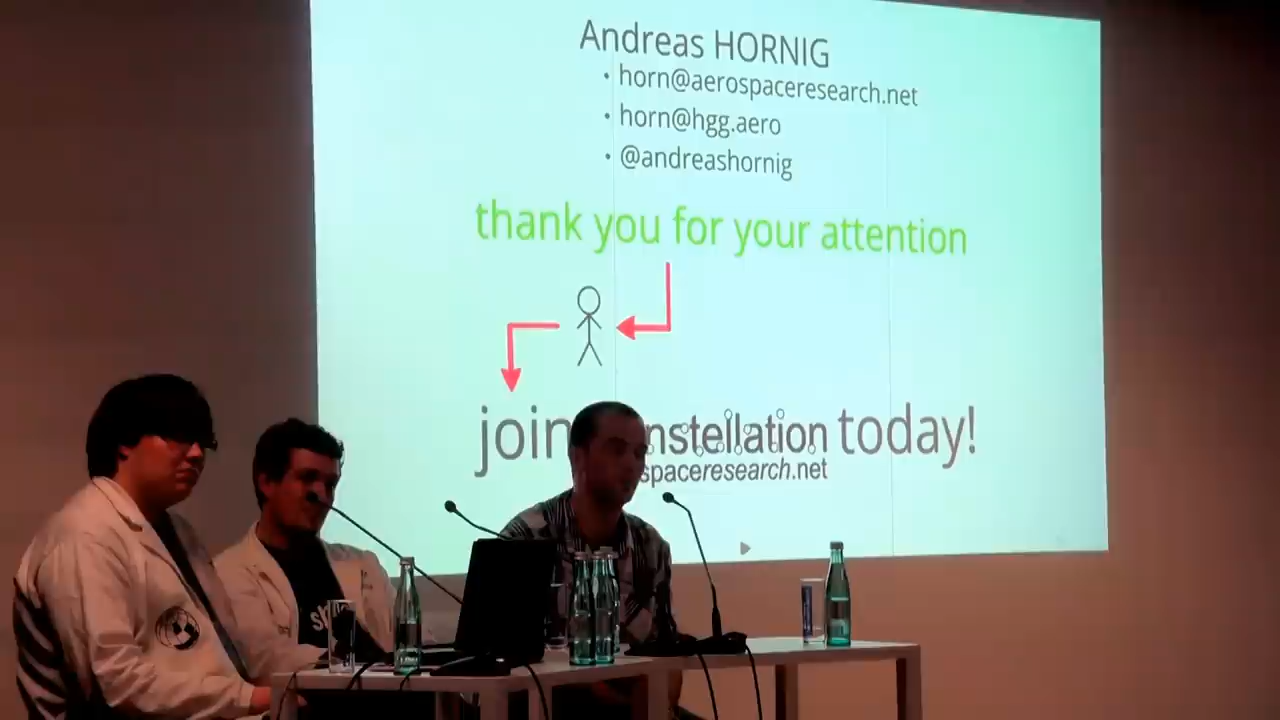 Andreas HORNIG
• horn@aerospaceresearch.net
• horn@hgg.aero
• @andreashornig
thank you for your attention
join nstellation today!
spaceresearch.net